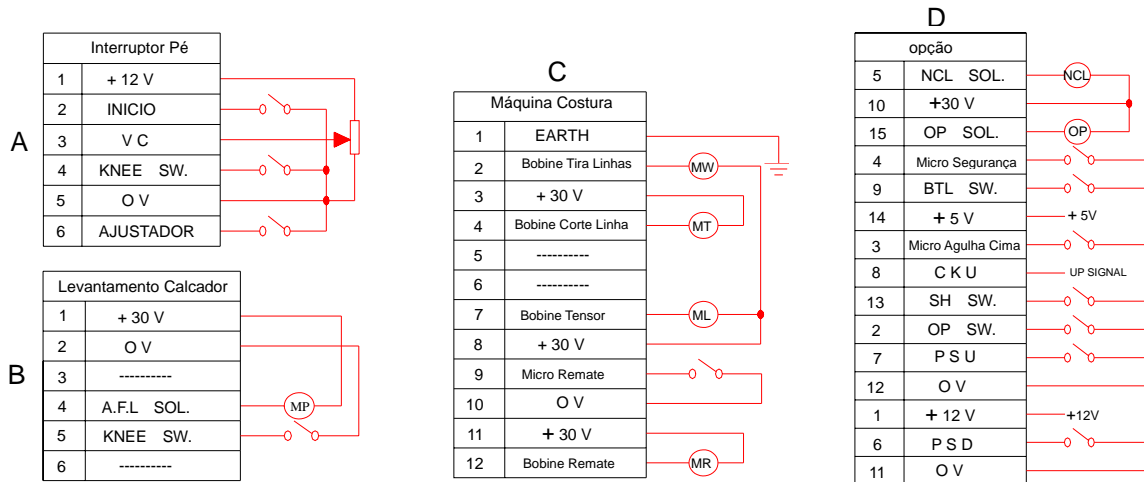 A
Interruptor Pé
1 + 12 V
2 INICIO
3 V C
4 KNEE SW.
5 O V
6 AJUSTADOR
B
Levantamento Calcador
1 + 30 V
2 O V
3 ----------
4 A.F.L SOL. MP
5 KNEE SW.
6 ----------
C
Máquina Costura
1 EARTH
2 Bobine Tira Linhas MW
3 + 30 V
4 Bobine Corte Linha MT
5 ----------
6 ----------
7 Bobine Tensor ML
8 + 30 V
9 Micro Remate
10 O V
11 + 30 V
12 Bobine Remate MR
D
opção
5 NCL SOL. NCL
10 +30 V
15 OP SOL. OP
4 Micro Segurança
9 BTL SW.
14 + 5 V + 5V
3 Micro Agulha Cima
8 C K U UP SIGNAL
13 SH SW.
2 OP SW.
7 P S U
12 O V
1 + 12 V +12V
6 P S D
11 O V